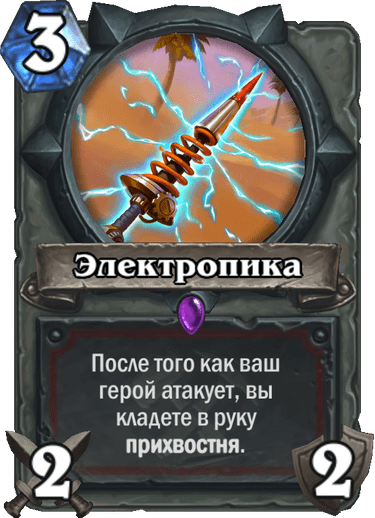 3
Электропика
После того как ваш
герой атакует, вы
кладете в руку
прихвостня.
2
2